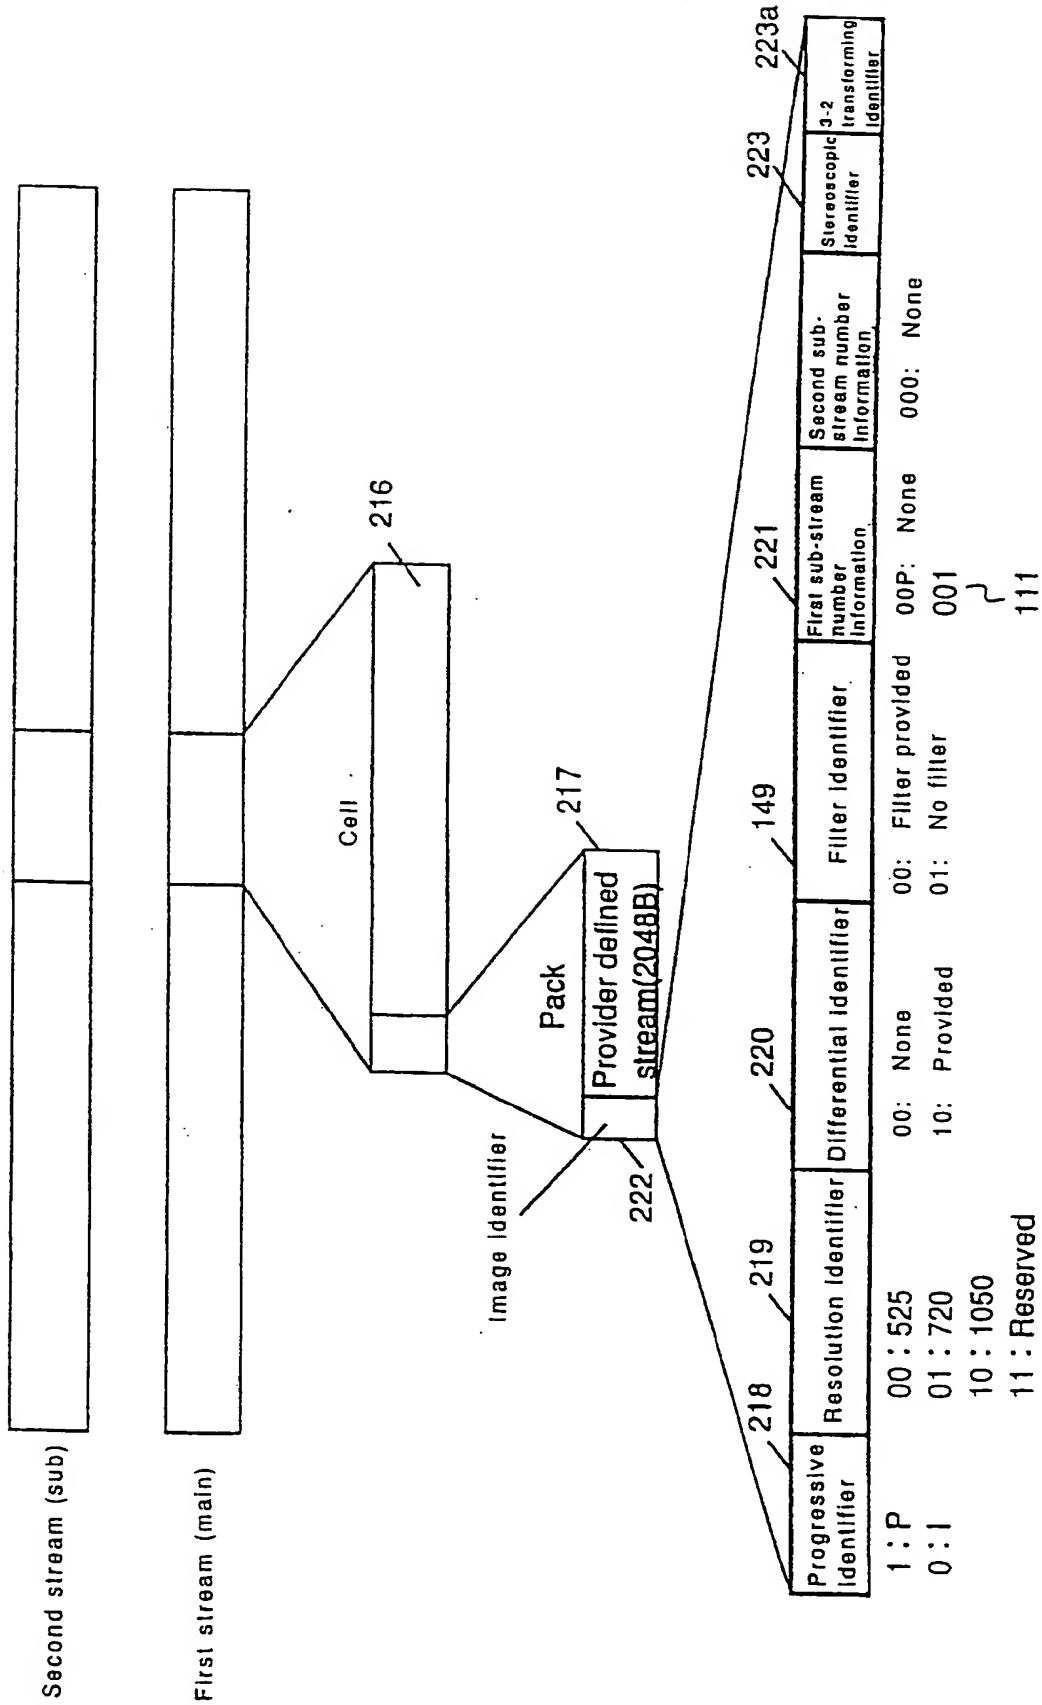 Second stream (sub)
First stream (main)
Cell
216
Pack
217
Provider defined
stream(2048B)
Image identifier
222
218
219
220
149
221
223
223a
Progressive
identifier
Resolution identifier
Differential identifier
Filter identifier
First sub-stream
number
information
Second sub-
stream number
information
Stereoscopic
identifier
3-2
transforming
identifier
1 : P
0 : I
00 : 525
01 : 720
10 : 1050
11 : Reserved
00: None
10: Provided
00: Filter provided
01: No filter
00P: None
001
111
000: None